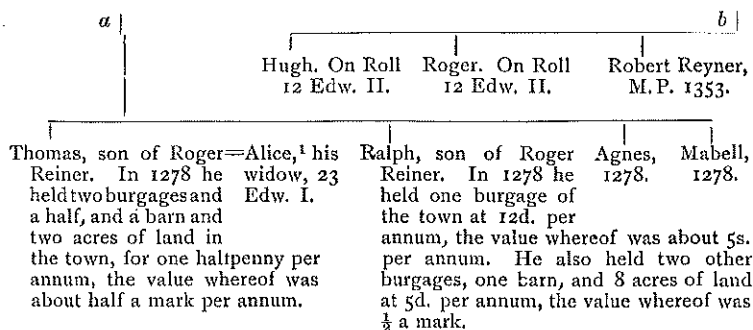 a b
Hugh. On Roll 12 Edw. II.
Roger. On Roll 12 Edw. II.
Robert Reyner, M.P. 1353.
Thomas, son of Roger=Alice,¹ his
Reiner. In 1278 he widow, 23
held two burgages and Edw. I.
a half, and a barn and
two acres of land in
the town, for one halfpenny per
annum, the value whereof was
about half a mark per annum.
Ralph, son of Roger
Reiner. In 1278 he
held one burgage of
the town at 12d. per
annum, the value whereof was about 5s.
per annum. He also held two other
burgages, one barn, and 8 acres of land
at 5d. per annum, the value whereof was
½ a mark.
Agnes,
1278.
Mabell,
1278.